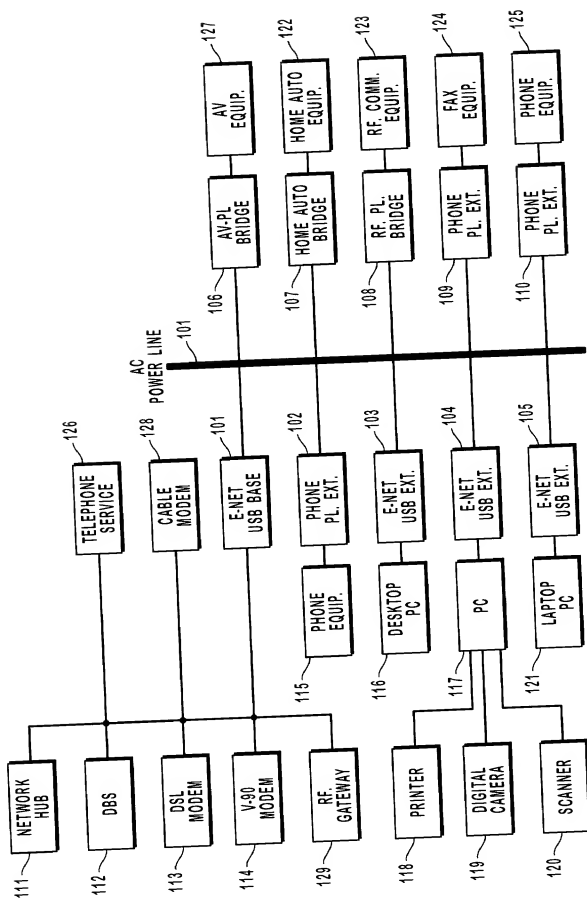 NETWORK
HUB
111
DBS
112
DSL
MODEM
113
V-90
MODEM
114
RF.
GATEWAY
129
PRINTER
118
DIGITAL
CAMERA
119
SCANNER
120
TELEPHONE
SERVICE
126
CABLE
MODEM
128
E-NET
USB BASE
101
PHONE
EQUIP.
115
PHONE
PL. EXT.
102
DESKTOP
PC
116
E-NET
USB EXT.
103
PC
117
E-NET
USB EXT.
104
LAPTOP
PC
121
E-NET
USB EXT.
105
AC
POWER LINE
101
AV-PL
BRIDGE
106
AV
EQUIP.
127
HOME AUTO
BRIDGE
107
HOME AUTO
EQUIP.
122
RF. PL.
BRIDGE
108
RF. COMM.
EQUIP.
123
PHONE
PL. EXT.
109
FAX
EQUIP.
124
PHONE
PL. EXT.
110
PHONE
EQUIP.
125